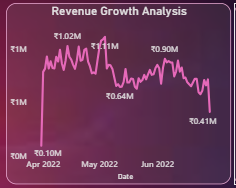 Revenue Growth Analysis
₹1M
₹1.02M
₹1.11M
₹0.90M
₹0.64M
₹1M
₹0.41M
₹0M
₹0.10M
Apr 2022
May 2022
Jun 2022
Date